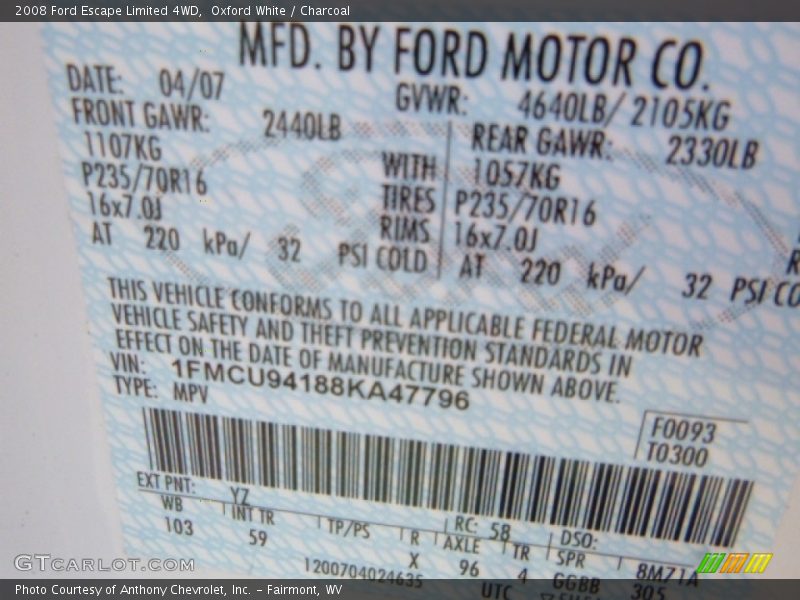 2008 Ford Escape Limited 4WD, Oxford White / Charcoal
MFD. BY FORD MOTOR CO.
DATE: 04/07 GVWR: 4640LB/ 2105KG
FRONT GAWR: 2440LB REAR GAWR: 2330LB
1107KG WITH 1057KG
P235/70R16 TIRES P235/70R16
16x7.0J RIMS 16x7.0J
AT 220 kPa/ 32 PSI COLD AT 220 kPa/ 32 PSI CO
THIS VEHICLE CONFORMS TO ALL APPLICABLE FEDERAL MOTOR
VEHICLE SAFETY AND THEFT PREVENTION STANDARDS IN
EFFECT ON THE DATE OF MANUFACTURE SHOWN ABOVE.
VIN: 1FMCU94188KA47796
TYPE: MPV
F0093
T0300
EXT PNT: YZ RC: 58 DSO:
WB INT TR TP/PS R AXLE TR SPR 8M71A
103 59 X 96 4 GGBB 305
1200704024635 UTC
GTCARLOT.COM
Photo Courtesy of Anthony Chevrolet, Inc. – Fairmont, WV